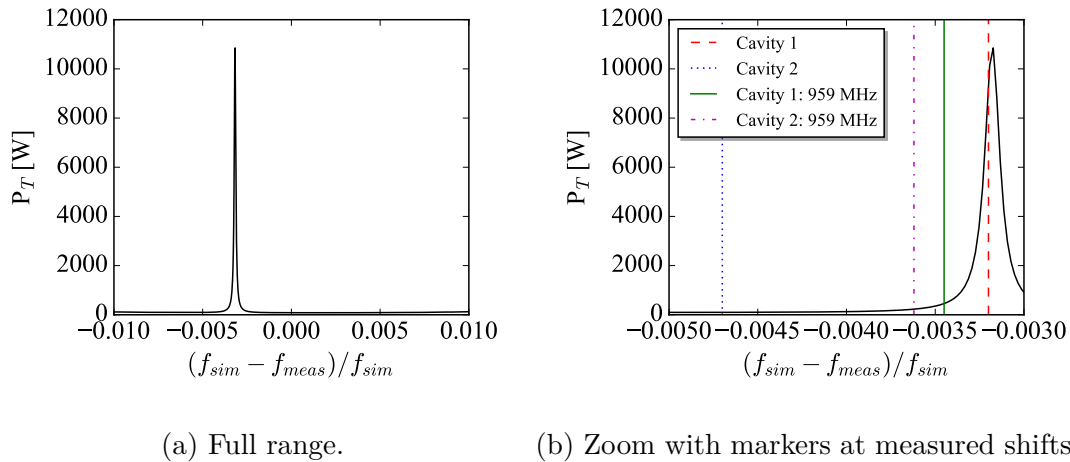 12000
10000
8000
6000
4000
2000
0
P_T [W]
−0.010 −0.005 0.000 0.005 0.010
(f_sim − f_meas)/f_sim
(a) Full range.
12000
10000
8000
6000
4000
2000
0
P_T [W]
Cavity 1
Cavity 2
Cavity 1: 959 MHz
Cavity 2: 959 MHz
−0.0050 −0.0045 −0.0040 −0.0035 −0.0030
(f_sim − f_meas)/f_sim
(b) Zoom with markers at measured shifts